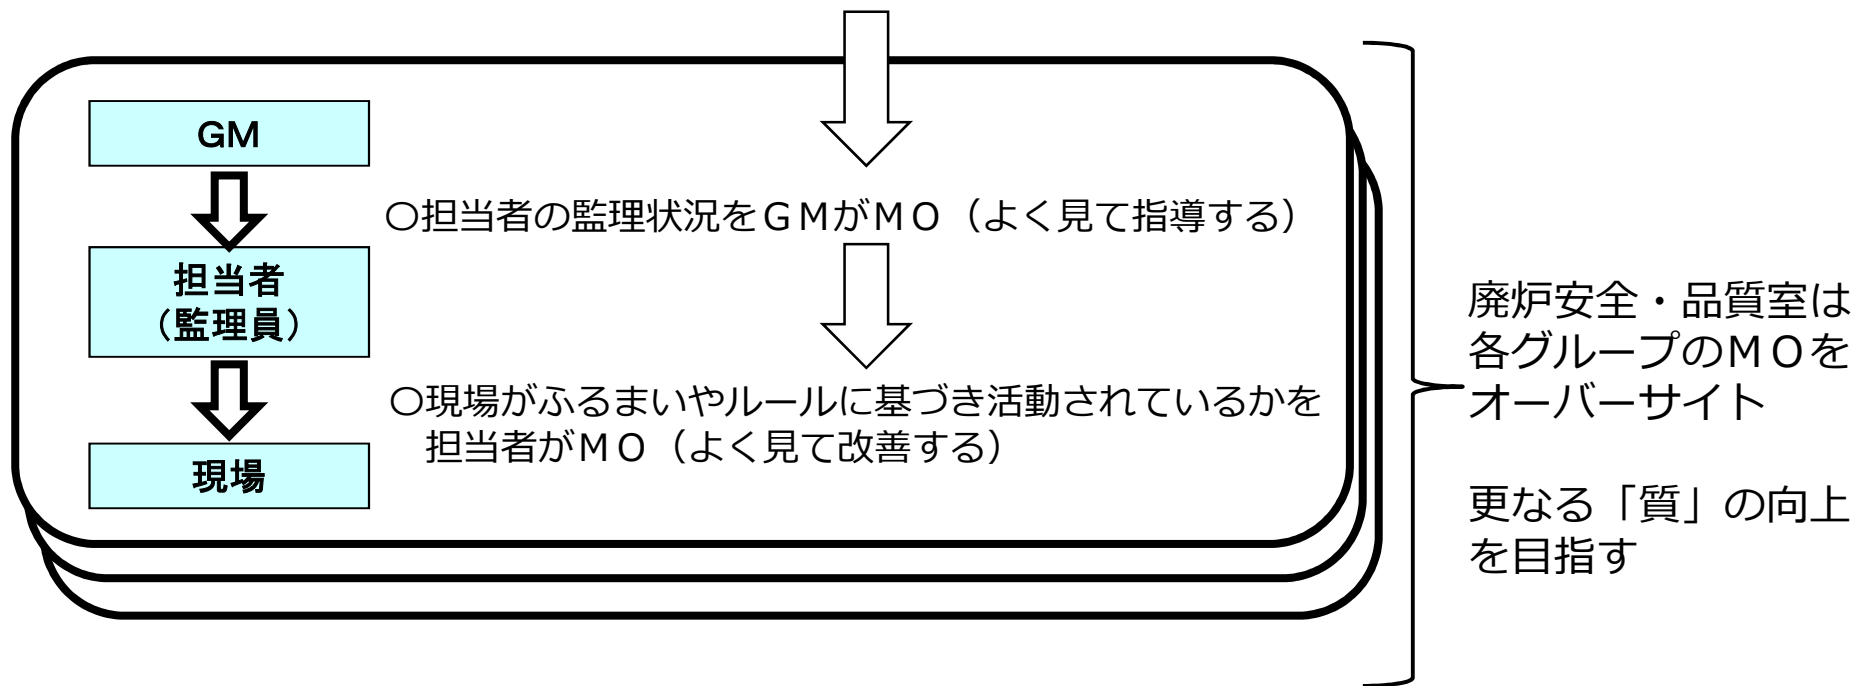 GM
○担当者の監理状況をＧＭがＭＯ（よく見て指導する）
担当者
（監理員）
○現場がふるまいやルールに基づき活動されているかを
担当者がＭＯ（よく見て改善する）
現場
廃炉安全・品質室は
各グループのＭＯを
オーバーサイト
更なる「質」の向上
を目指す